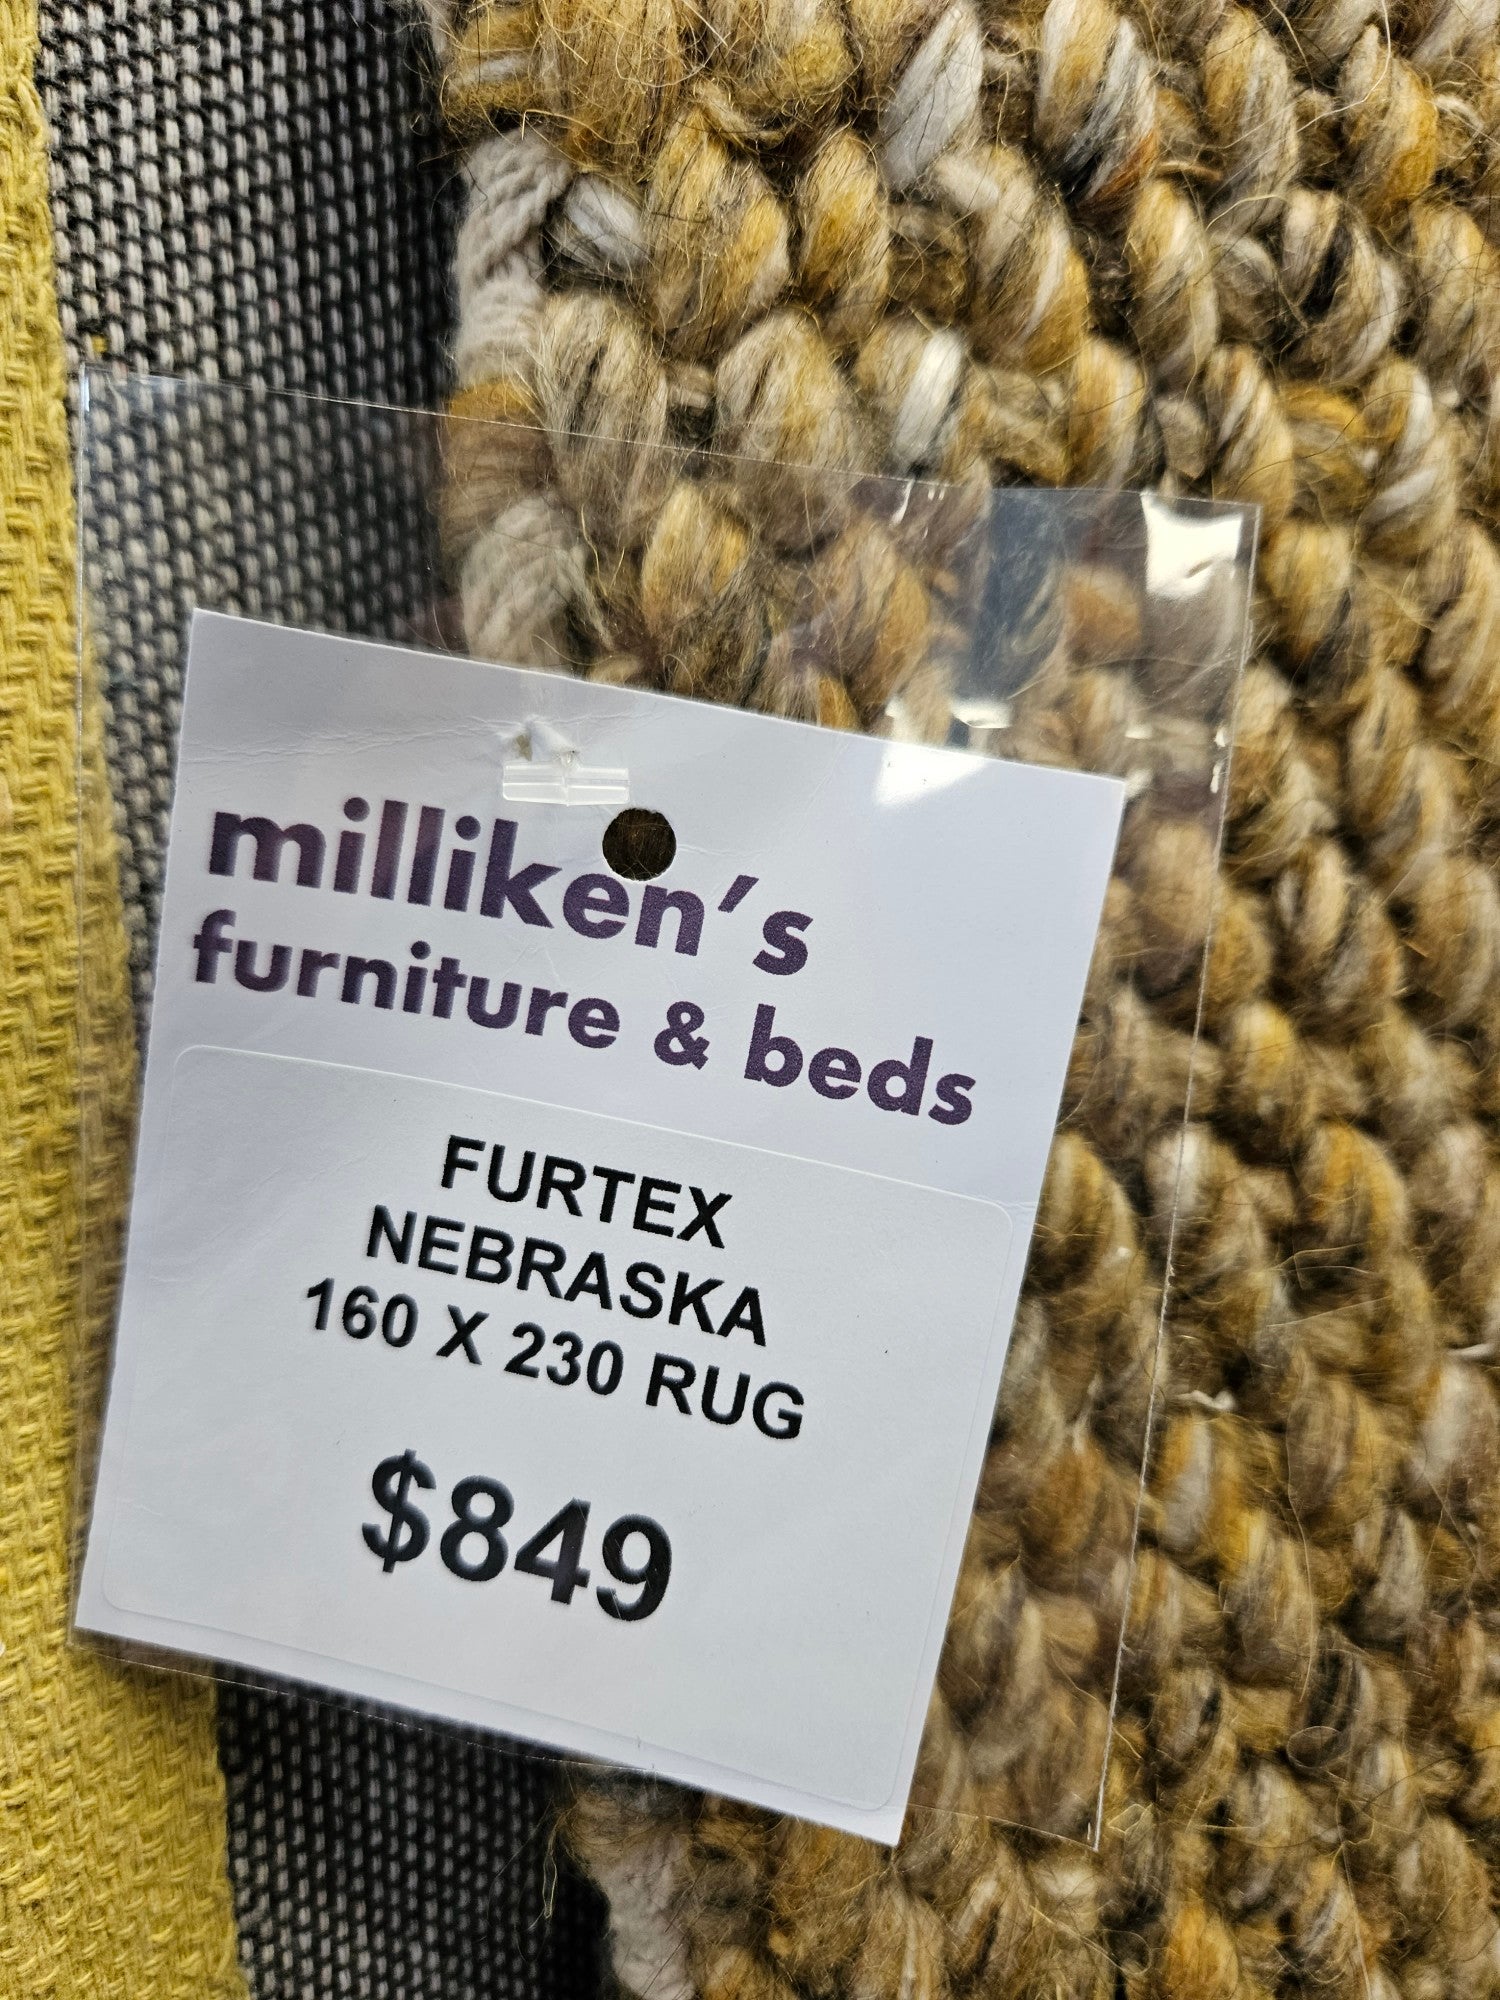 milliken's
furniture & beds
FURTEX
NEBRASKA
160 X 230 RUG
$849